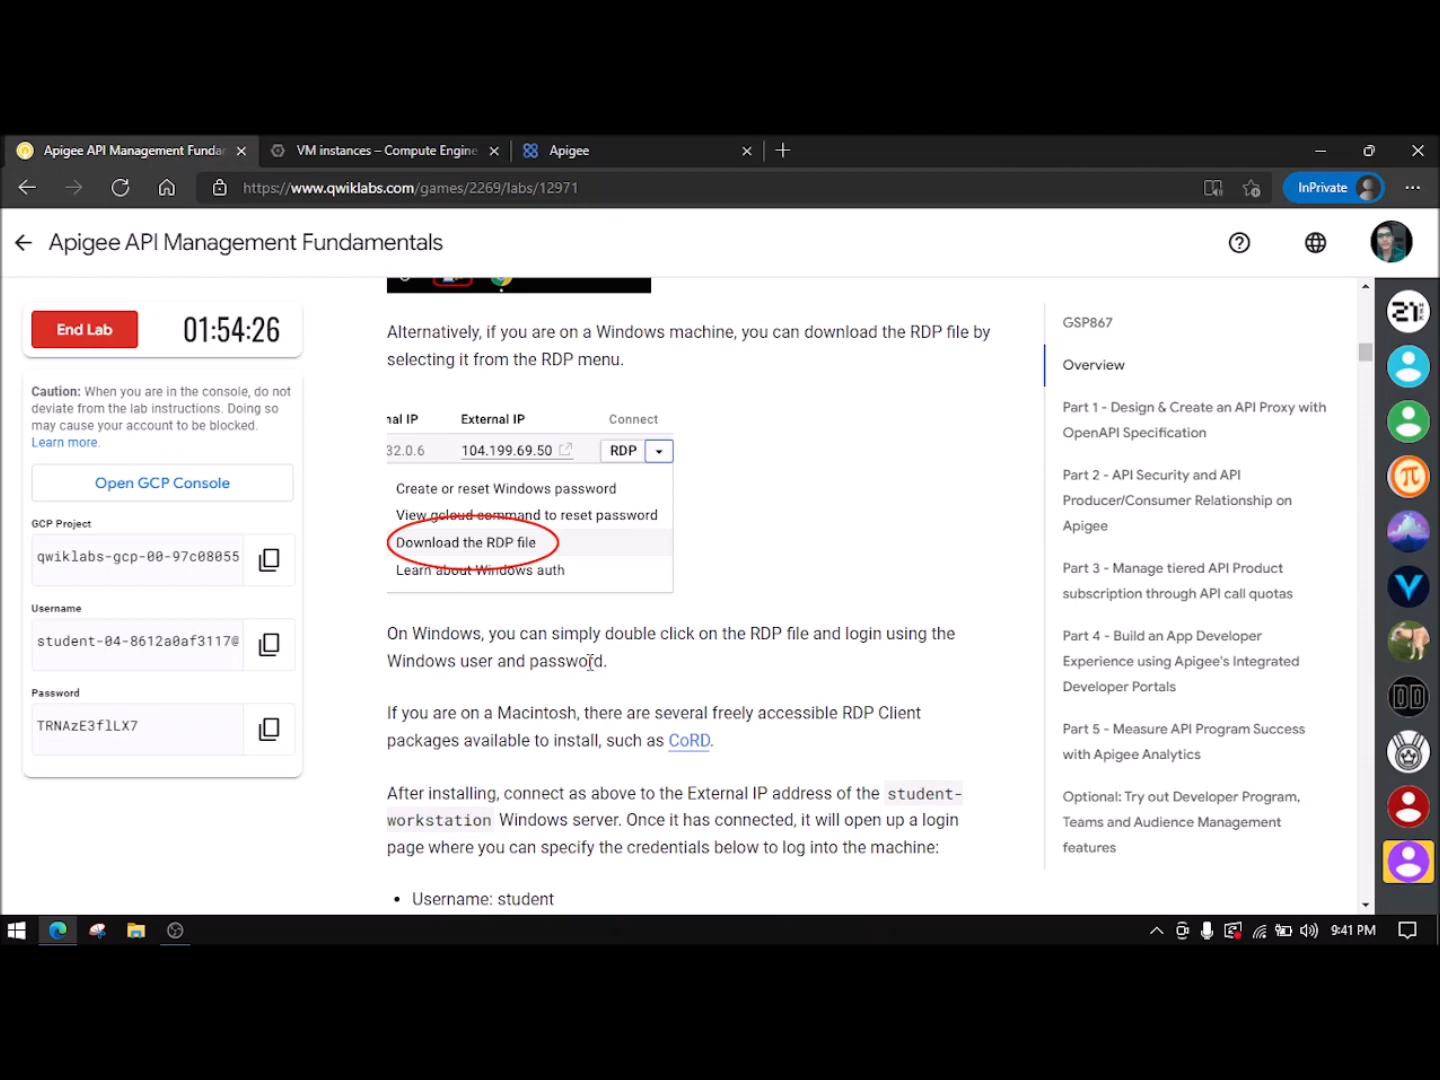 Apigee API Management Funda
VM instances – Compute Engine
Apigee
https://www.qwiklabs.com/games/2269/labs/12971
InPrivate
Apigee API Management Fundamentals
End Lab
01:54:26
Caution: When you are in the console, do not
deviate from the lab instructions. Doing so
may cause your account to be blocked.
Learn more.
Open GCP Console
GCP Project
qwiklabs-gcp-00-97c08055
Username
student-04-8612a0af3117@
Password
TRNAzE3flLX7
Alternatively, if you are on a Windows machine, you can download the RDP file by
selecting it from the RDP menu.
nal IP External IP Connect
32.0.6 104.199.69.50 RDP
Create or reset Windows password
View gcloud command to reset password
Download the RDP file
Learn about Windows auth
On Windows, you can simply double click on the RDP file and login using the
Windows user and password.
If you are on a Macintosh, there are several freely accessible RDP Client
packages available to install, such as CoRD.
After installing, connect as above to the External IP address of the student-
workstation Windows server. Once it has connected, it will open up a login
page where you can specify the credentials below to log into the machine:
• Username: student
GSP867
Overview
Part 1 - Design & Create an API Proxy with
OpenAPI Specification
Part 2 - API Security and API
Producer/Consumer Relationship on
Apigee
Part 3 - Manage tiered API Product
subscription through API call quotas
Part 4 - Build an App Developer
Experience using Apigee's Integrated
Developer Portals
Part 5 - Measure API Program Success
with Apigee Analytics
Optional: Try out Developer Program,
Teams and Audience Management
features
9:41 PM